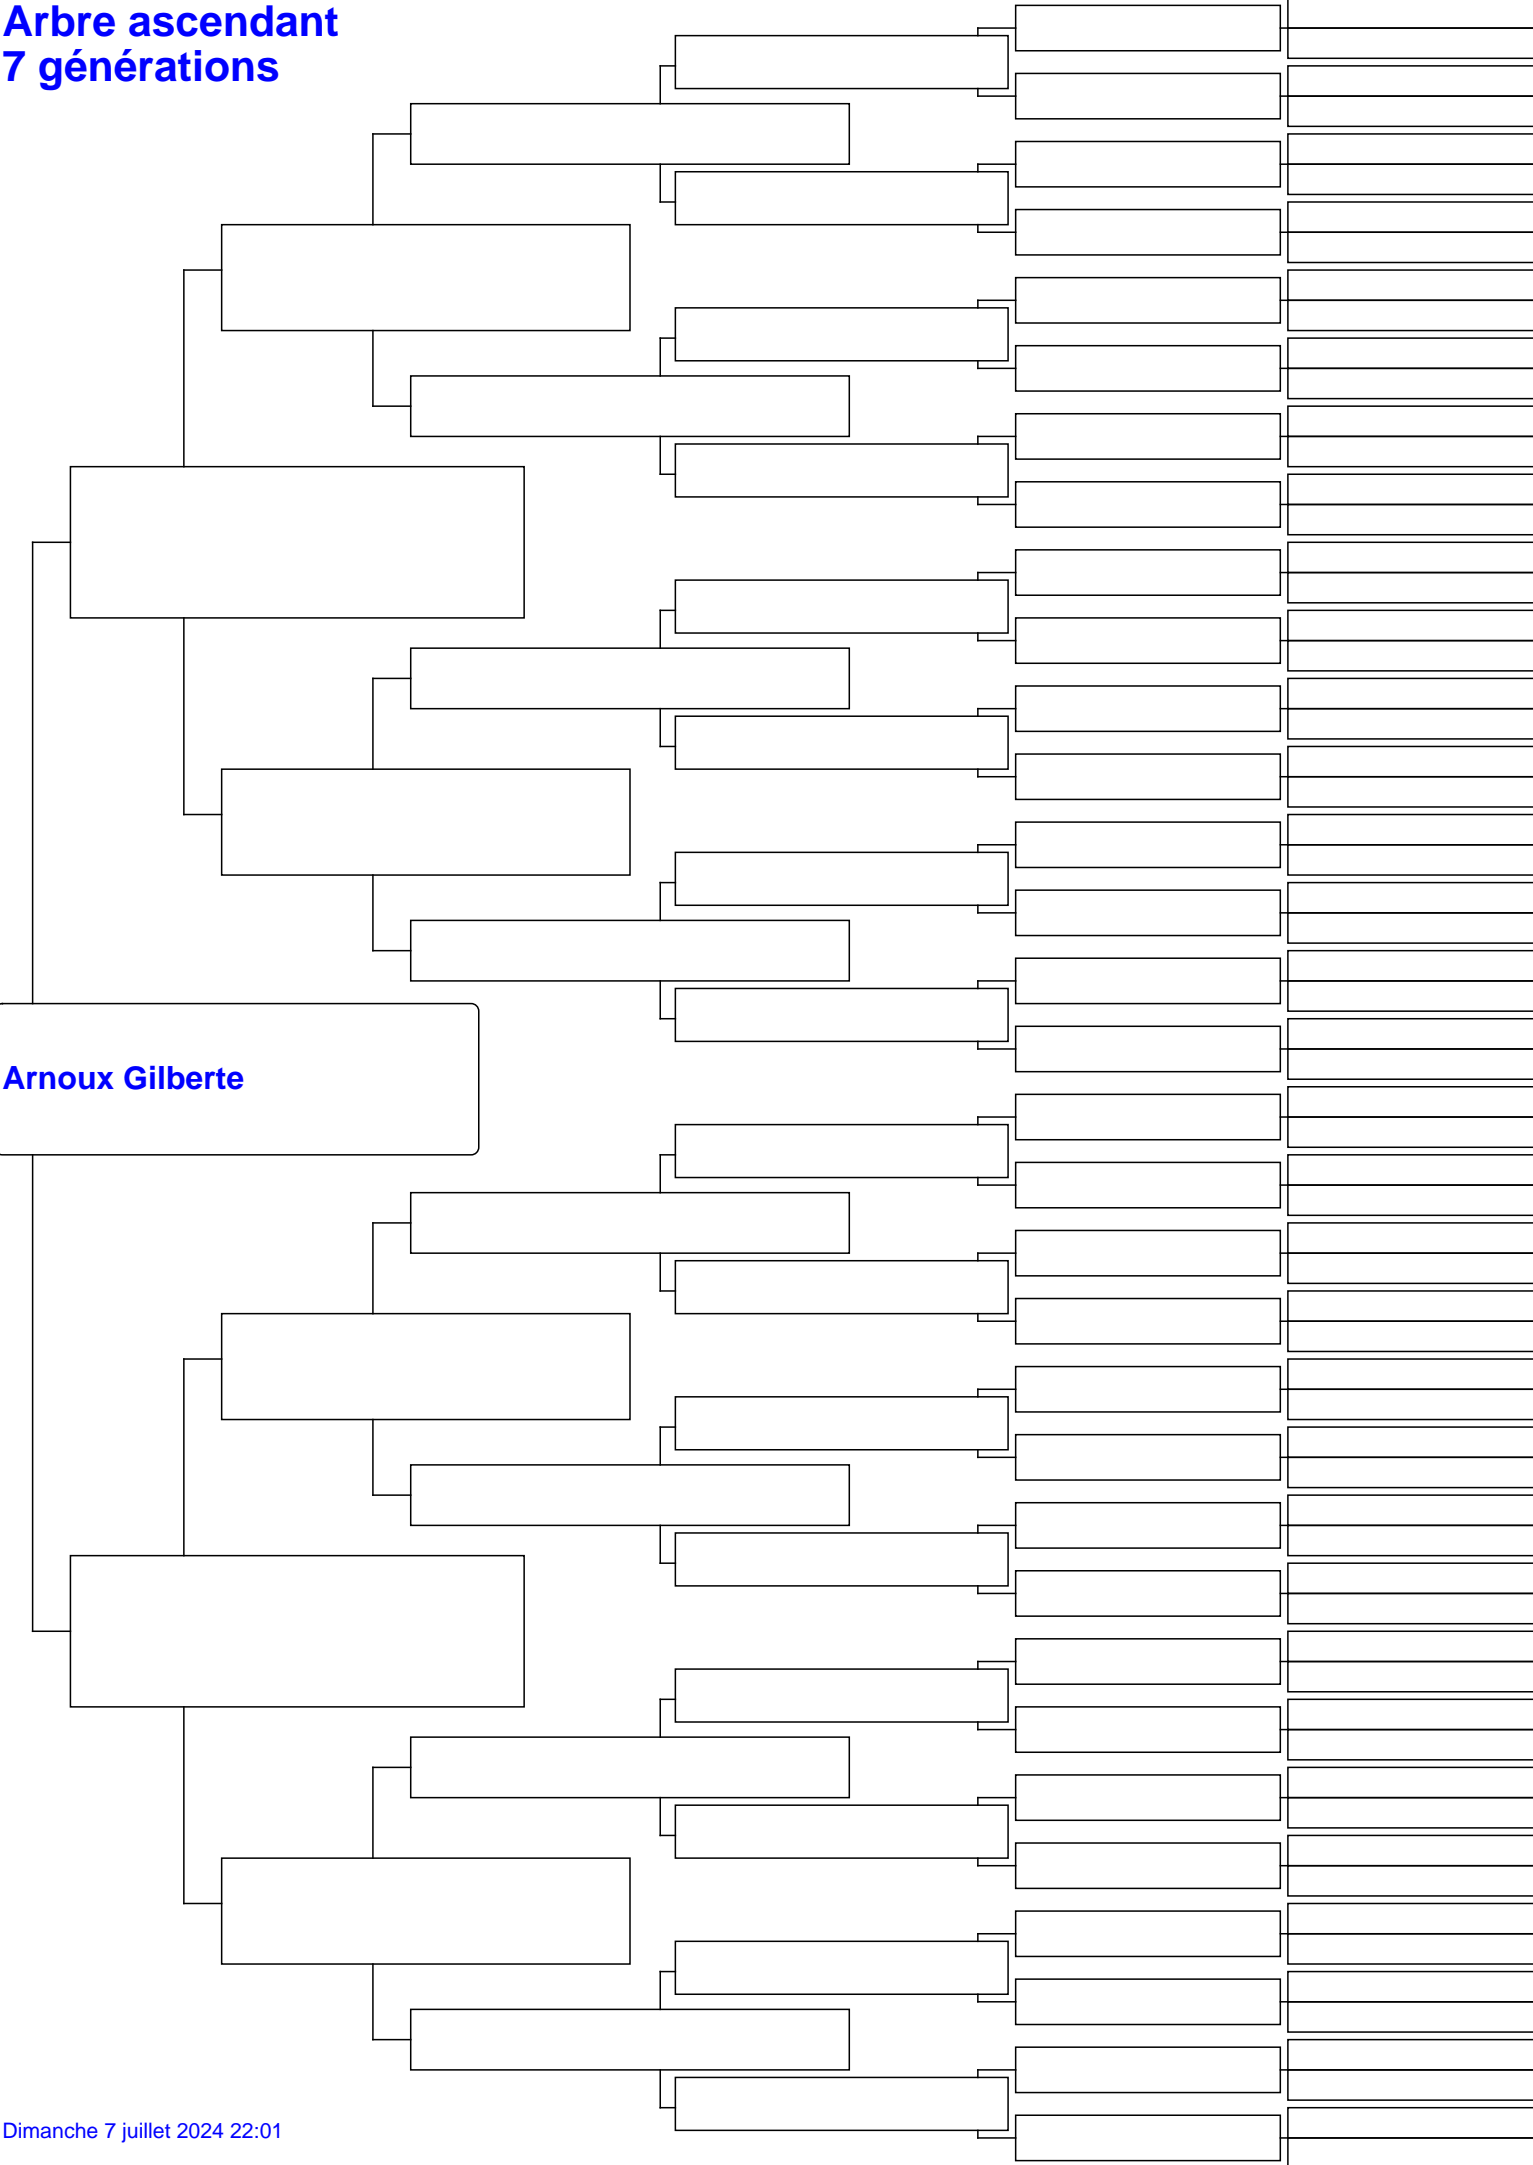 Arbre ascendant
7 générations
Arnoux Gilberte
Dimanche 7 juillet 2024 22:01